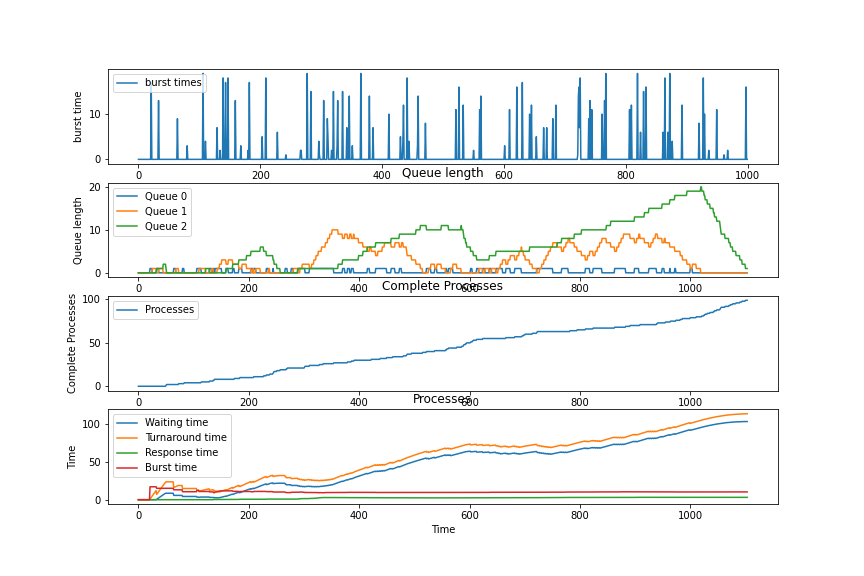 burst times
burst time
10
0
0 200 400 600 800 1000
Queue length
Queue 0
Queue 1
Queue 2
Queue length
20
10
0
0 200 400 600 800 1000
Complete Processes
Processes
Complete Processes
100
50
0
0 200 400 600 800 1000
Processes
Waiting time
Turnaround time
Response time
Burst time
Time
100
50
0
0 200 400 600 800 1000
Time